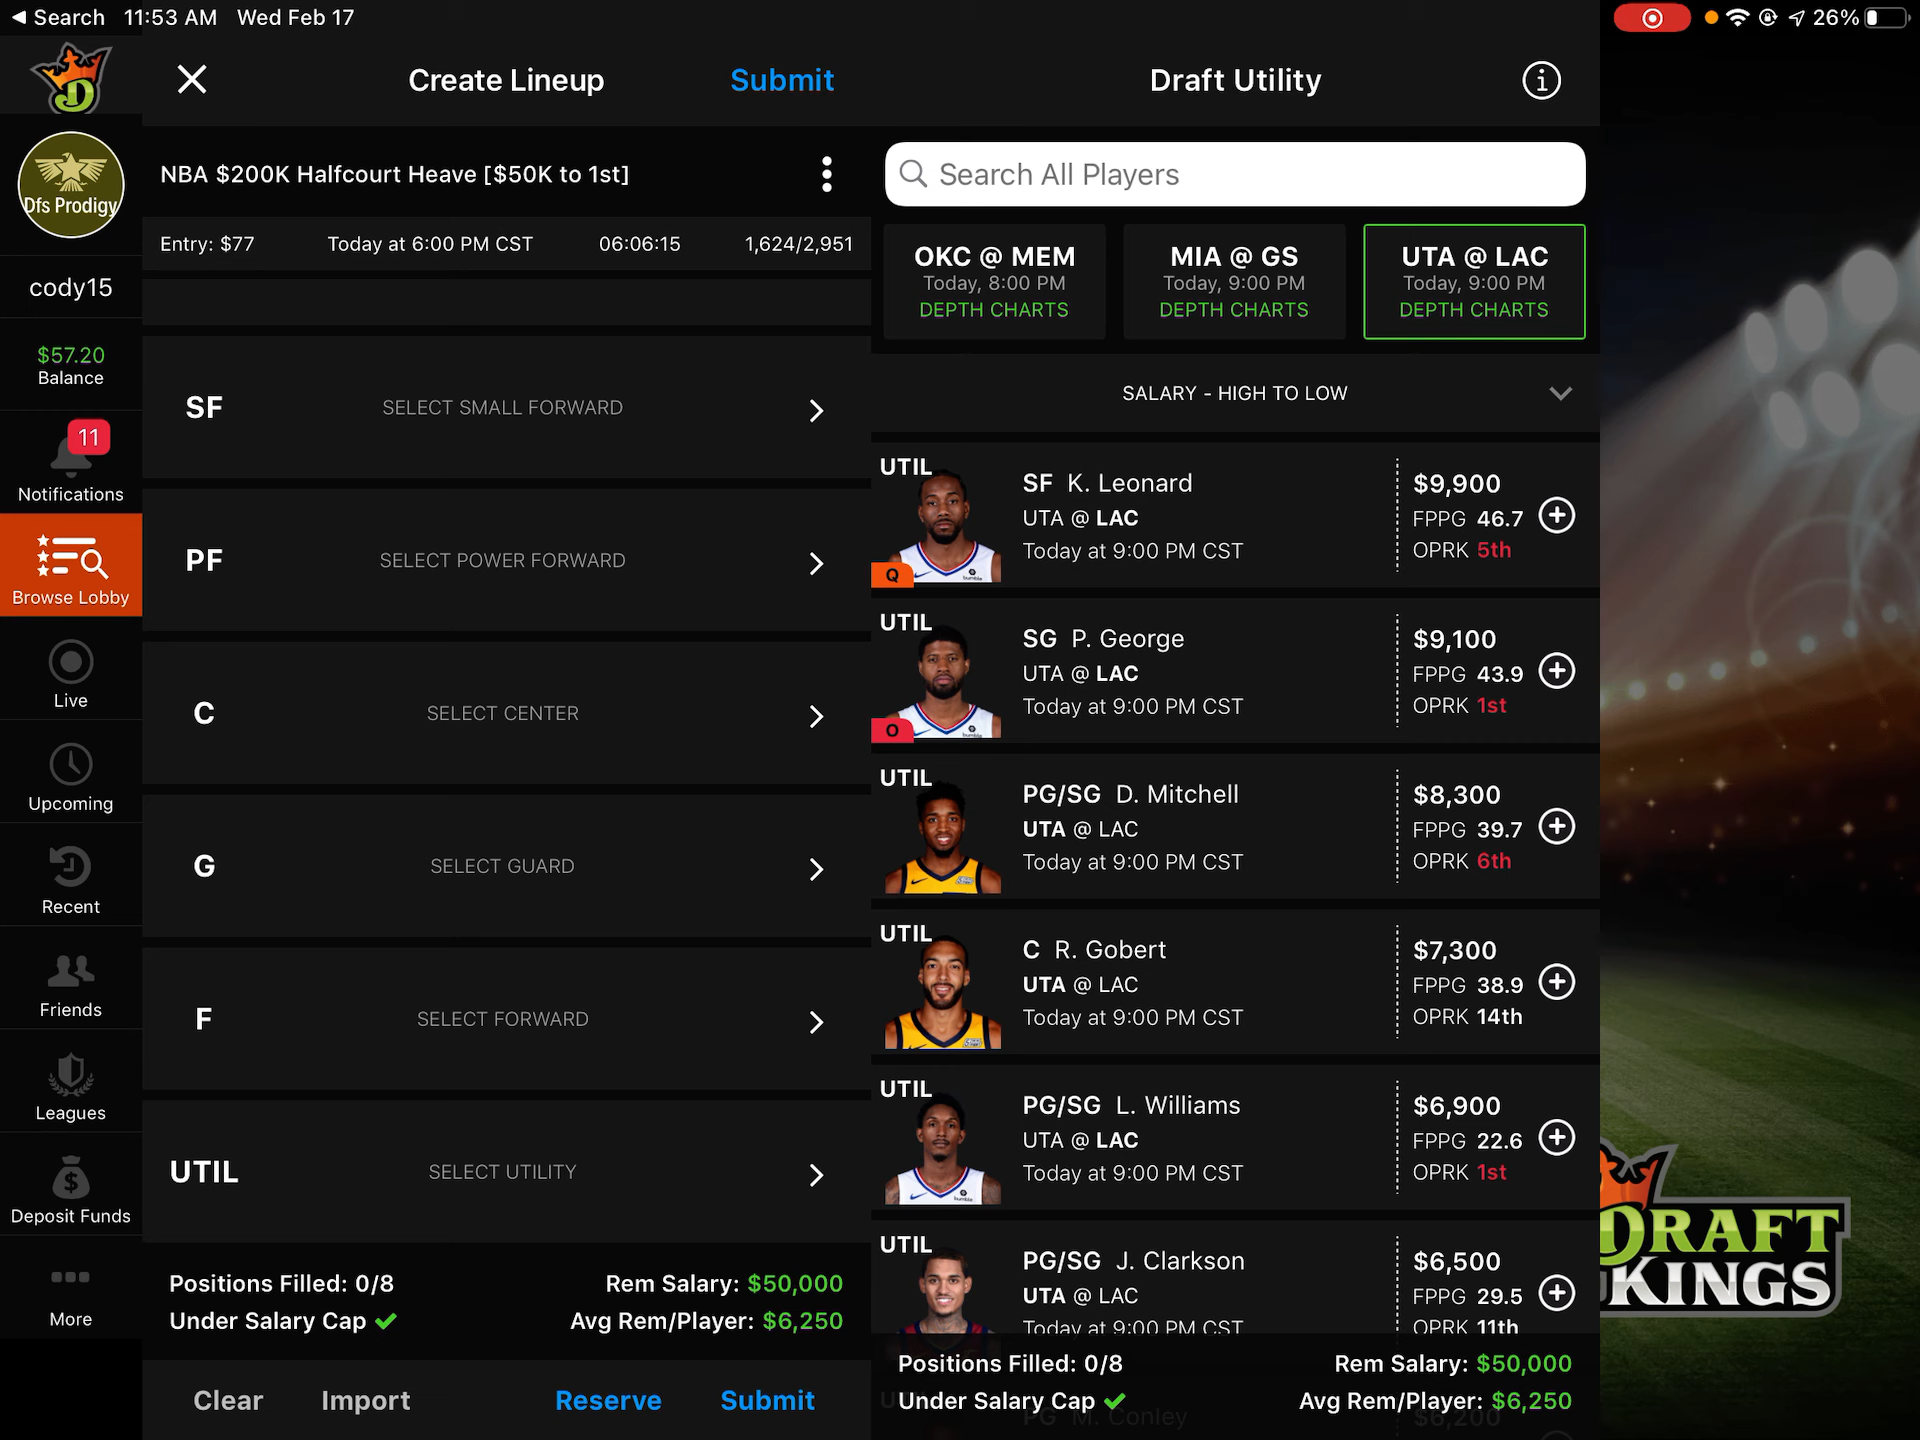 Search 11:53 AM Wed Feb 17
26%
Create Lineup
Submit
Draft Utility
Dfs Prodigy
cody15
$57.20
Balance
11
Notifications
Browse Lobby
Live
Upcoming
Recent
Friends
Leagues
Deposit Funds
More
NBA $200K Halfcourt Heave [$50K to 1st]
Entry: $77 Today at 6:00 PM CST 06:06:15 1,624/2,951
SF SELECT SMALL FORWARD
PF SELECT POWER FORWARD
C SELECT CENTER
G SELECT GUARD
F SELECT FORWARD
UTIL SELECT UTILITY
Positions Filled: 0/8 Rem Salary: $50,000
Under Salary Cap Avg Rem/Player: $6,250
Clear Import Reserve Submit
Search All Players
OKC @ MEM
Today, 8:00 PM
DEPTH CHARTS
MIA @ GS
Today, 9:00 PM
DEPTH CHARTS
UTA @ LAC
Today, 9:00 PM
DEPTH CHARTS
SALARY - HIGH TO LOW
UTIL
Q
SF K. Leonard
UTA @ LAC
Today at 9:00 PM CST
$9,900
FPPG 46.7
OPRK 5th
UTIL
O
SG P. George
UTA @ LAC
Today at 9:00 PM CST
$9,100
FPPG 43.9
OPRK 1st
UTIL
PG/SG D. Mitchell
UTA @ LAC
Today at 9:00 PM CST
$8,300
FPPG 39.7
OPRK 6th
UTIL
C R. Gobert
UTA @ LAC
Today at 9:00 PM CST
$7,300
FPPG 38.9
OPRK 14th
UTIL
PG/SG L. Williams
UTA @ LAC
Today at 9:00 PM CST
$6,900
FPPG 22.6
OPRK 1st
UTIL
PG/SG J. Clarkson
UTA @ LAC
Today at 9:00 PM CST
$6,500
FPPG 29.5
OPRK 11th
Positions Filled: 0/8 Rem Salary: $50,000
Under Salary Cap Avg Rem/Player: $6,250
PG M. Conley
$6,200
DRAFT
KINGS